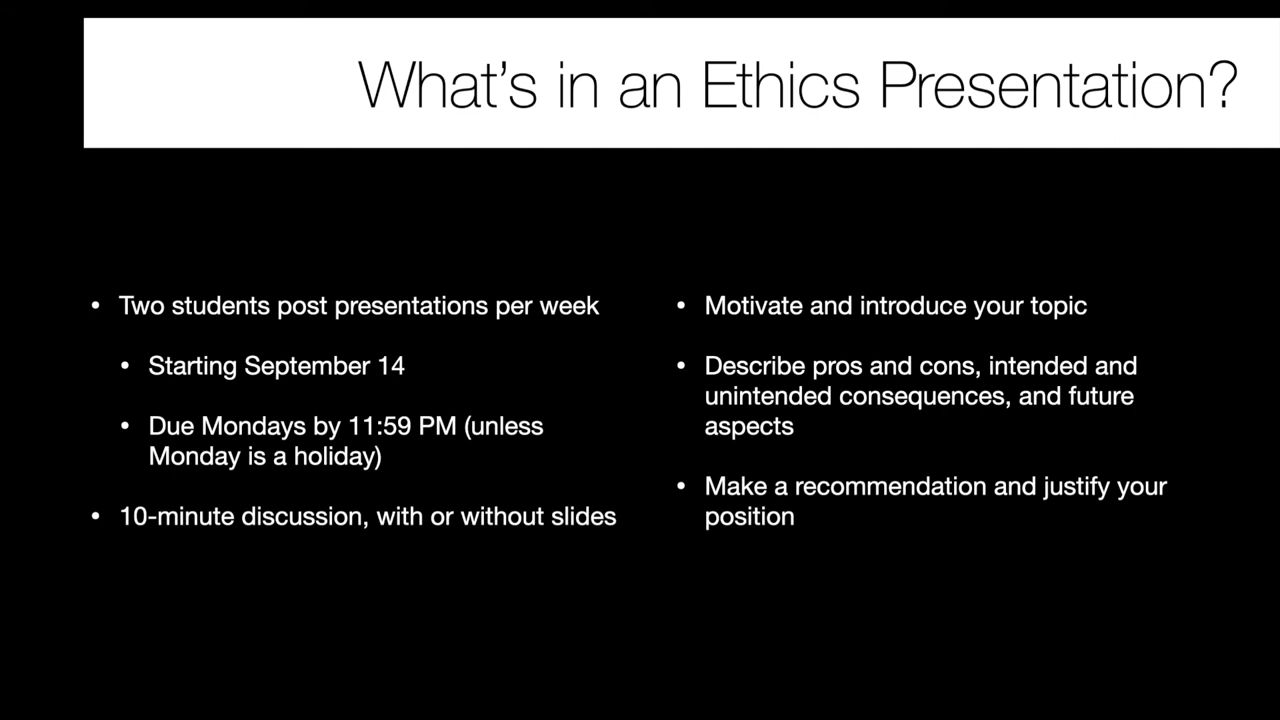 What's in an Ethics Presentation?
• Two students post presentations per week
• Starting September 14
• Due Mondays by 11:59 PM (unless
Monday is a holiday)
• 10-minute discussion, with or without slides
• Motivate and introduce your topic
• Describe pros and cons, intended and
unintended consequences, and future
aspects
• Make a recommendation and justify your
position